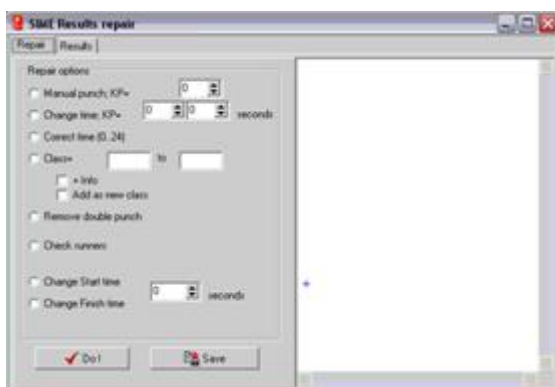 SIME Results repair
Repair Results
Repair options
Manual punch; KP= 0
Change time; KP= 0 0 seconds
Correct time (0..24)
Class= to
+ Info
Add as new class
Remove double punch
Check runners
Change Start time
0 seconds
Change Finish time
Do! Save